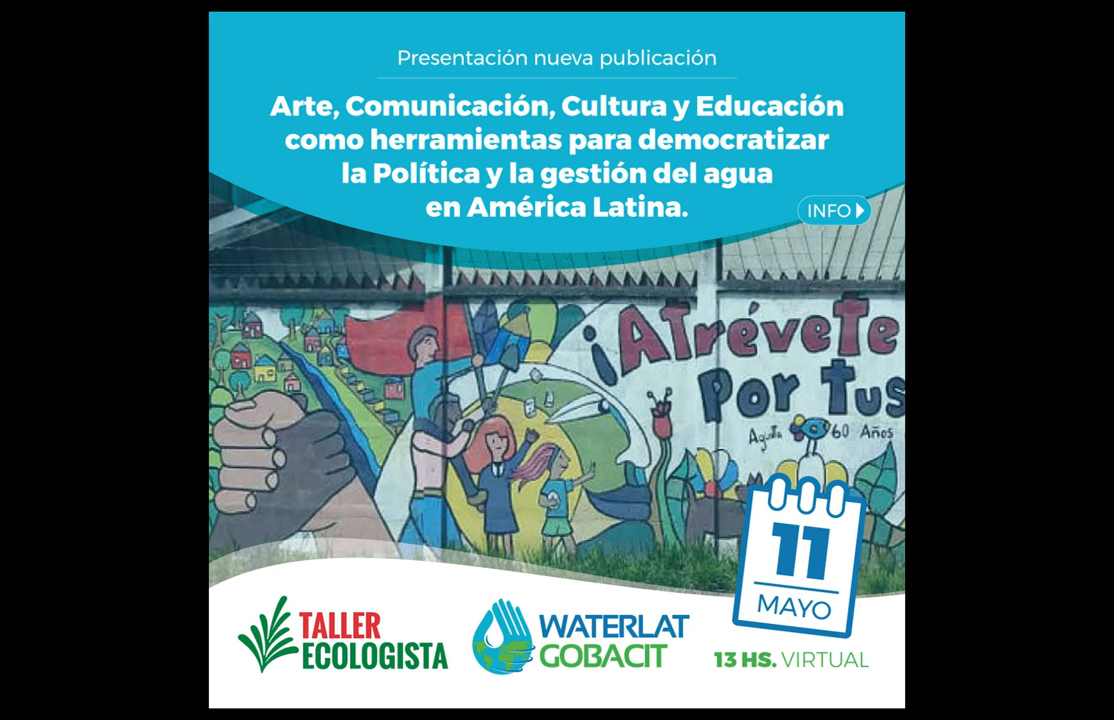 Presentación nueva publicación
Arte, Comunicación, Cultura y Educación
como herramientas para democratizar
la Política y la gestión del agua
en América Latina.
INFO
¡Atrévete
Por tus
60 Años
11
MAYO
TALLER
ECOLOGISTA
WATERLAT
GOBACIT
13 HS. VIRTUAL